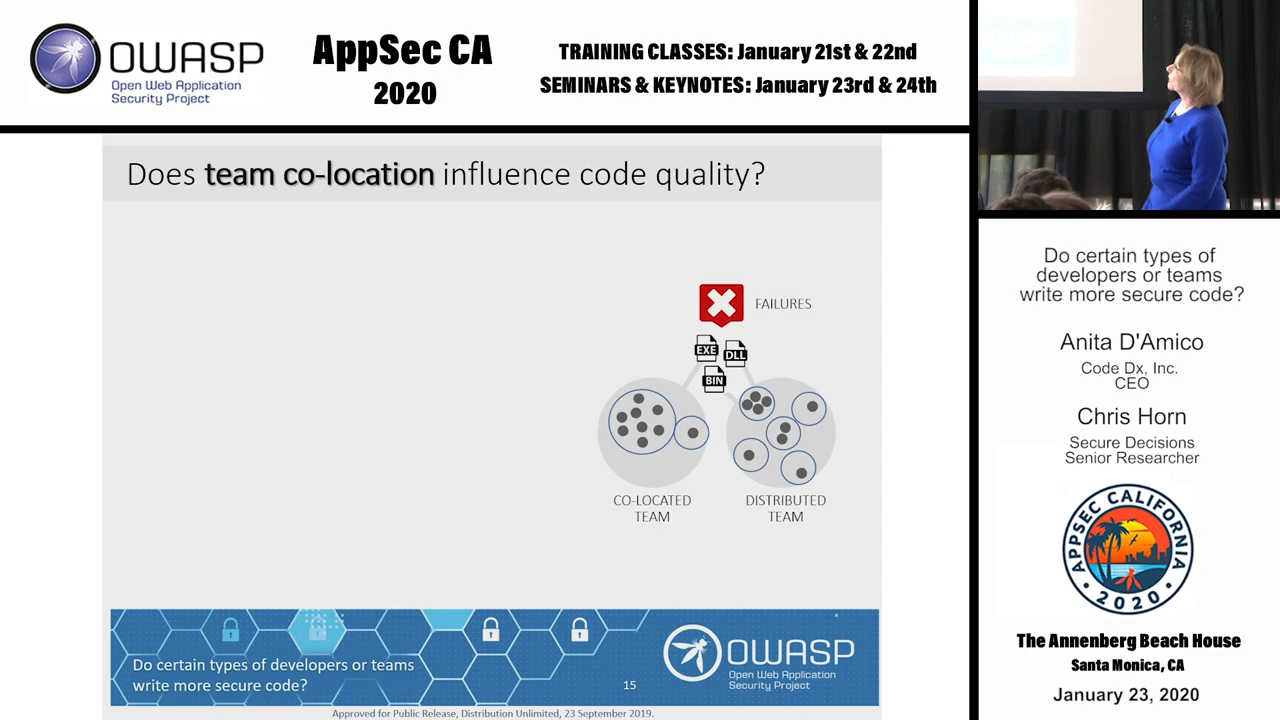 OWASP
Open Web Application
Security Project
AppSec CA
2020
TRAINING CLASSES: January 21st & 22nd
SEMINARS & KEYNOTES: January 23rd & 24th
Does team co-location influence code quality?
FAILURES
EXE
DLL
BIN
CO-LOCATED
TEAM
DISTRIBUTED
TEAM
Do certain types of developers or teams
write more secure code?
15
OWASP
Open Web Application
Security Project
Approved for Public Release, Distribution Unlimited, 23 September 2019.
Do certain types of
developers or teams
write more secure code?
Anita D'Amico
Code Dx, Inc.
CEO
Chris Horn
Secure Decisions
Senior Researcher
APPSEC CALIFORNIA
• 2020 •
The Annenberg Beach House
Santa Monica, CA
January 23, 2020